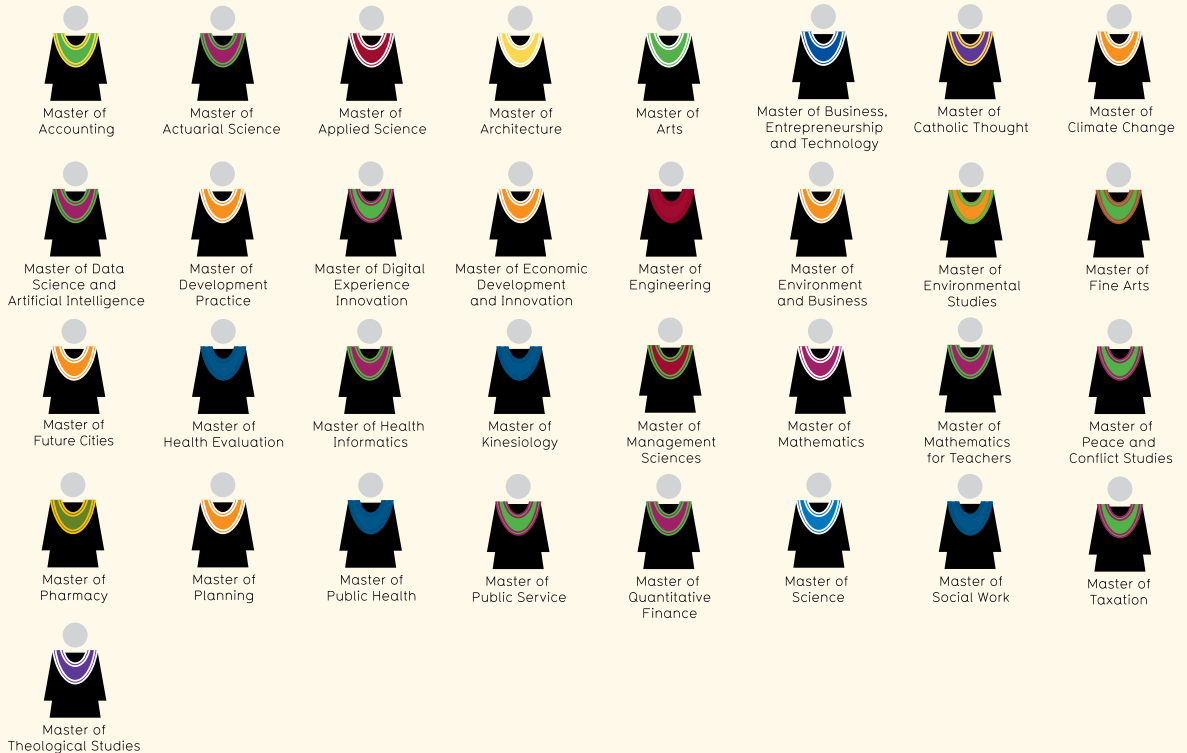 Master of
Accounting
Master of
Actuarial Science
Master of
Applied Science
Master of
Architecture
Master of
Arts
Master of Business,
Entrepreneurship
and Technology
Master of
Catholic Thought
Master of
Climate Change
Master of Data
Science and
Artificial Intelligence
Master of
Development
Practice
Master of Digital
Experience
Innovation
Master of Economic
Development
and Innovation
Master of
Engineering
Master of
Environment
and Business
Master of
Environmental
Studies
Master of
Fine Arts
Master of
Future Cities
Master of
Health Evaluation
Master of Health
Informatics
Master of
Kinesiology
Master of
Management
Sciences
Master of
Mathematics
Master of
Mathematics
for Teachers
Master of
Peace and
Conflict Studies
Master of
Pharmacy
Master of
Planning
Master of
Public Health
Master of
Public Service
Master of
Quantitative
Finance
Master of
Science
Master of
Social Work
Master of
Taxation
Master of
Theological Studies